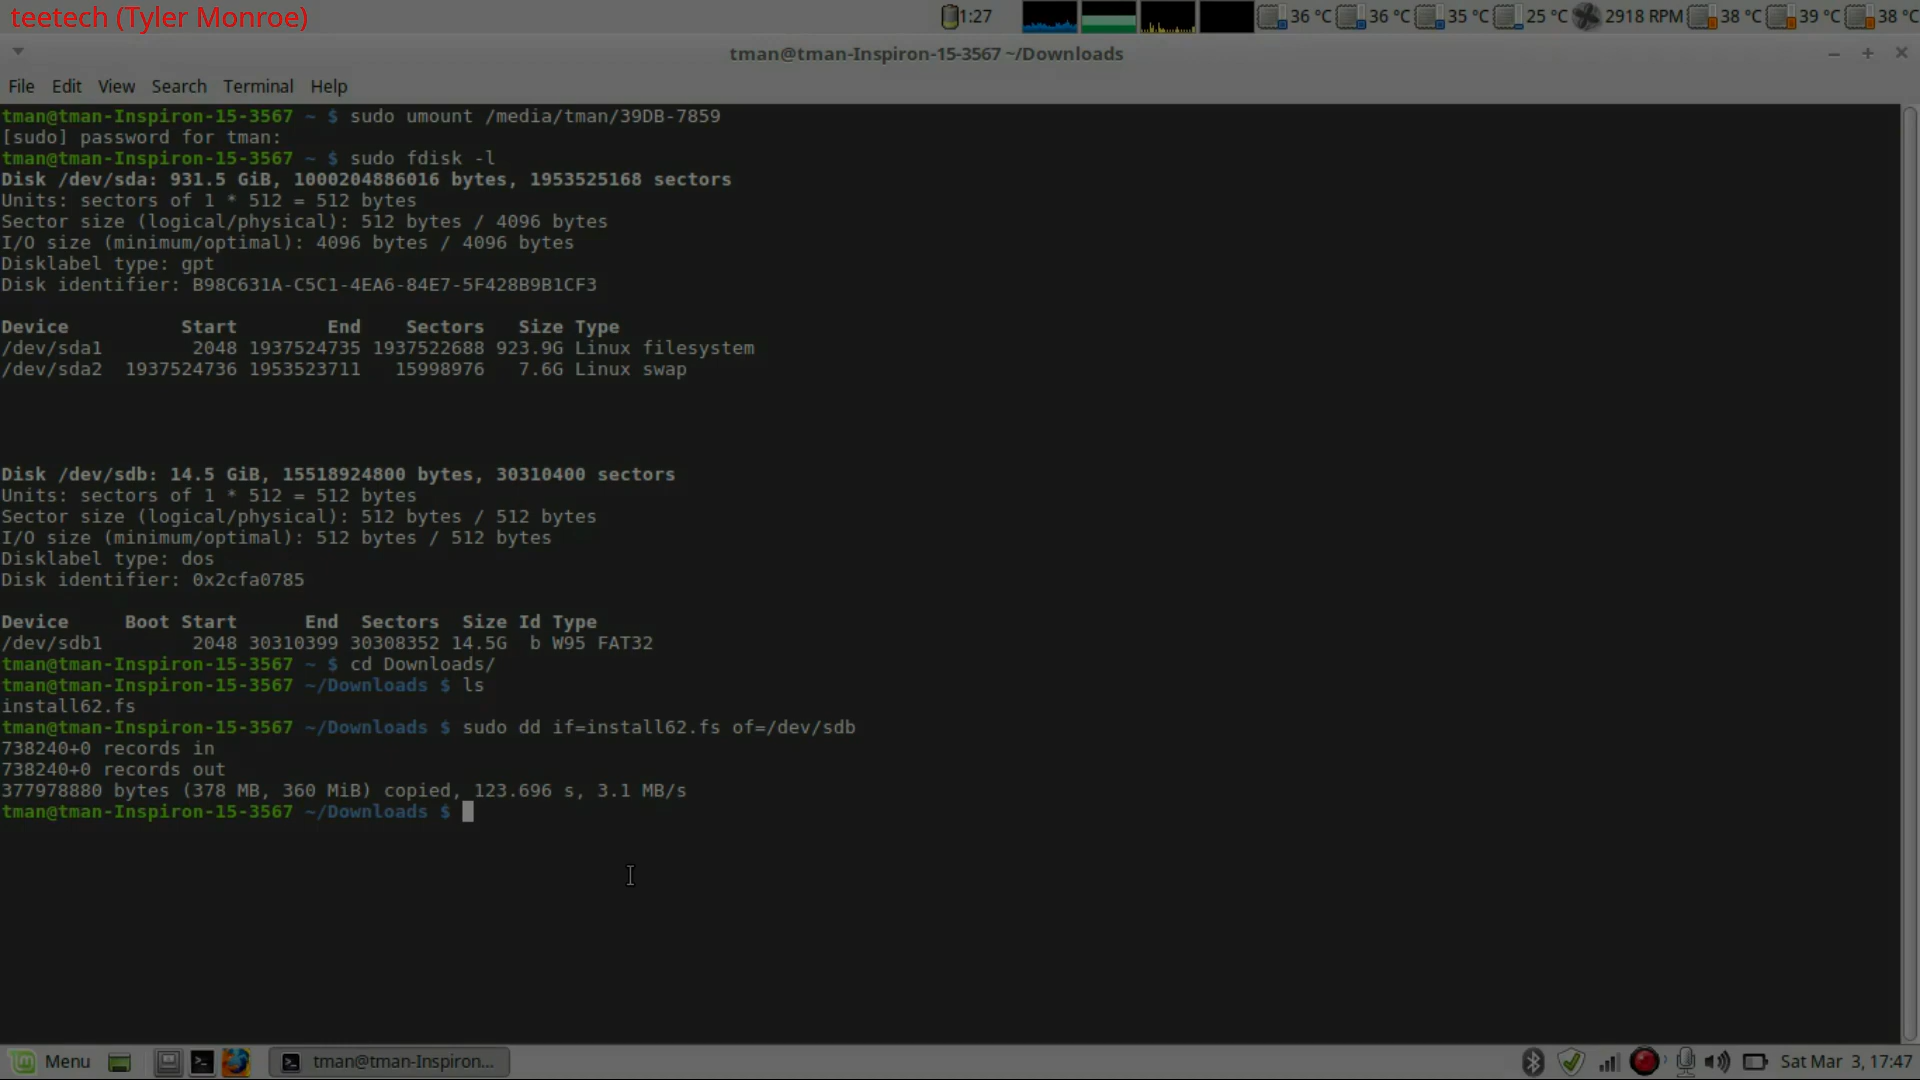 teetech (Tyler Monroe)
1:27
36 °C 36 °C 35 °C 25 °C 2918 RPM 38 °C 39 °C 38 °C
tman@tman-Inspiron-15-3567 ~/Downloads
File Edit View Search Terminal Help
tman@tman-Inspiron-15-3567 ~ $ sudo umount /media/tman/39DB-7859
[sudo] password for tman:
tman@tman-Inspiron-15-3567 ~ $ sudo fdisk -l
Disk /dev/sda: 931.5 GiB, 1000204886016 bytes, 1953525168 sectors
Units: sectors of 1 * 512 = 512 bytes
Sector size (logical/physical): 512 bytes / 4096 bytes
I/O size (minimum/optimal): 4096 bytes / 4096 bytes
Disklabel type: gpt
Disk identifier: B98C631A-C5C1-4EA6-84E7-5F428B9B1CF3
Device Start End Sectors Size Type
/dev/sda1 2048 1937524735 1937522688 923.9G Linux filesystem
/dev/sda2 1937524736 1953523711 15998976 7.6G Linux swap
Disk /dev/sdb: 14.5 GiB, 15518924800 bytes, 30310400 sectors
Units: sectors of 1 * 512 = 512 bytes
Sector size (logical/physical): 512 bytes / 512 bytes
I/O size (minimum/optimal): 512 bytes / 512 bytes
Disklabel type: dos
Disk identifier: 0x2cfa0785
Device Boot Start End Sectors Size Id Type
/dev/sdb1 2048 30310399 30308352 14.5G b W95 FAT32
tman@tman-Inspiron-15-3567 ~ $ cd Downloads/
tman@tman-Inspiron-15-3567 ~/Downloads $ ls
install62.fs
tman@tman-Inspiron-15-3567 ~/Downloads $ sudo dd if=install62.fs of=/dev/sdb
738240+0 records in
738240+0 records out
377978880 bytes (378 MB, 360 MiB) copied, 123.696 s, 3.1 MB/s
tman@tman-Inspiron-15-3567 ~/Downloads $
Menu
tman@tman-Inspiron...
Sat Mar 3, 17:47